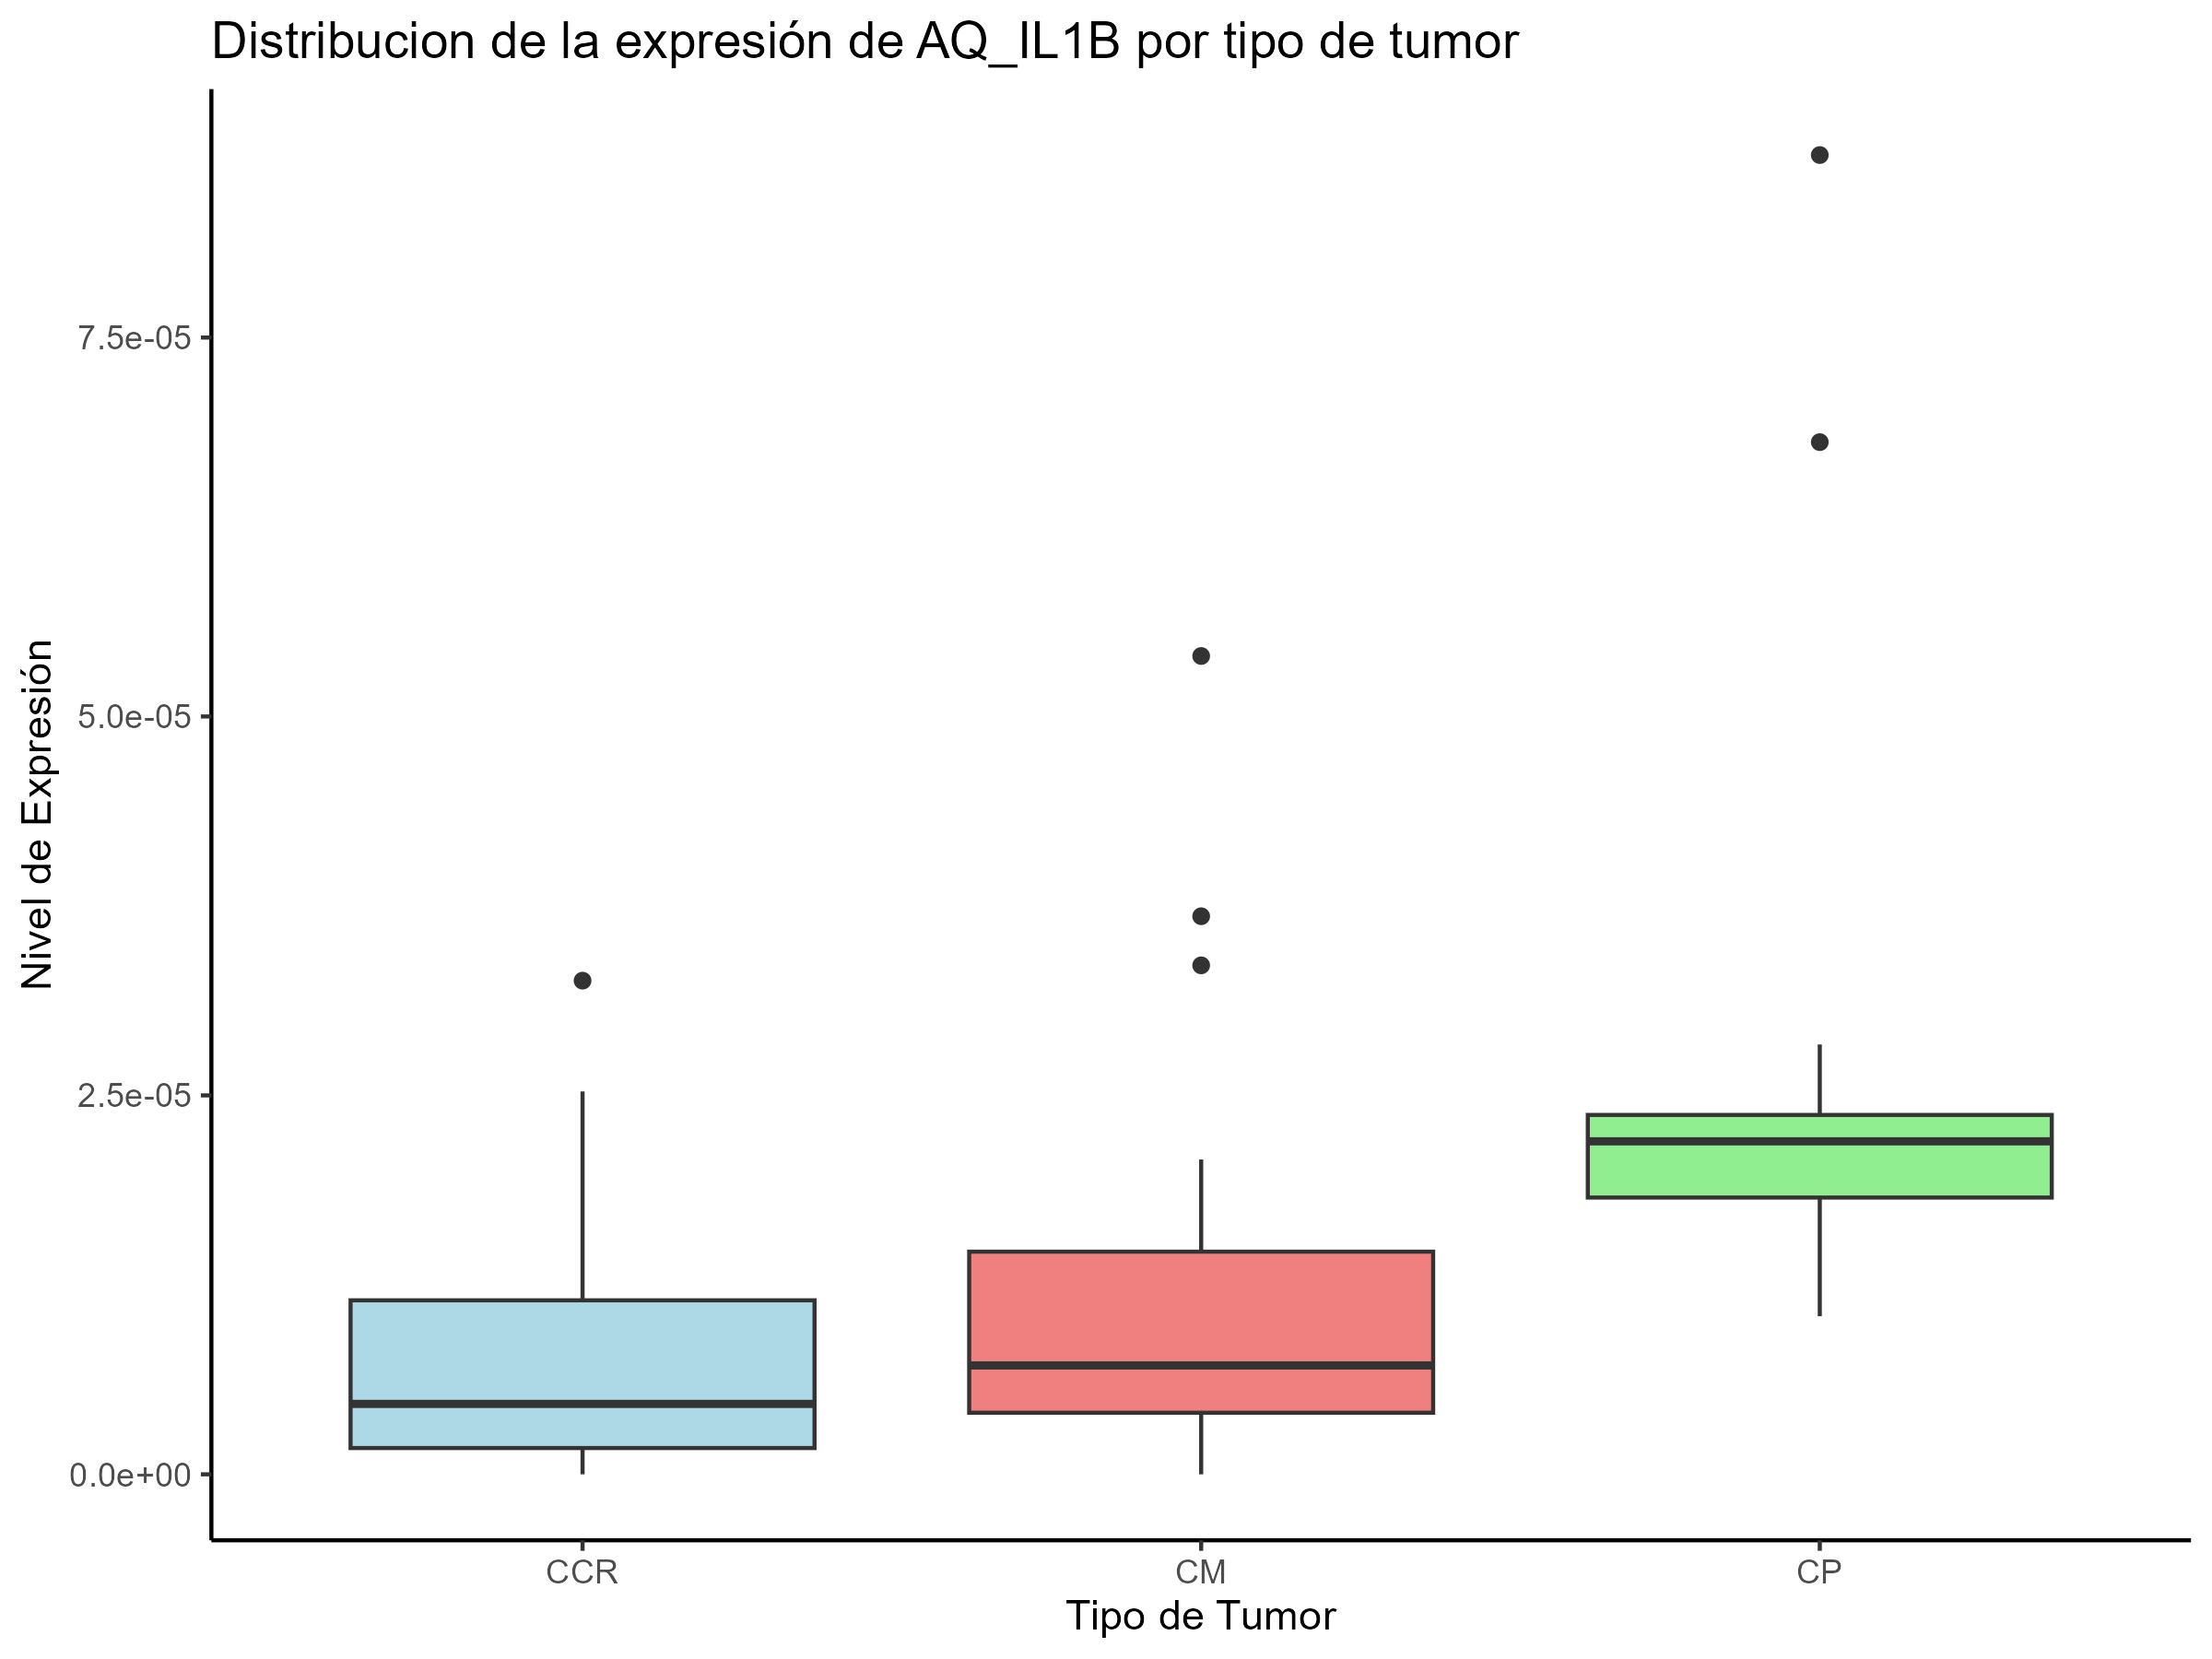 Distribucion de la expresión de AQ_IL1B por tipo de tumor
Nivel de Expresión
7.5e-05
5.0e-05
2.5e-05
0.0e+00
CCR
CM
CP
Tipo de Tumor